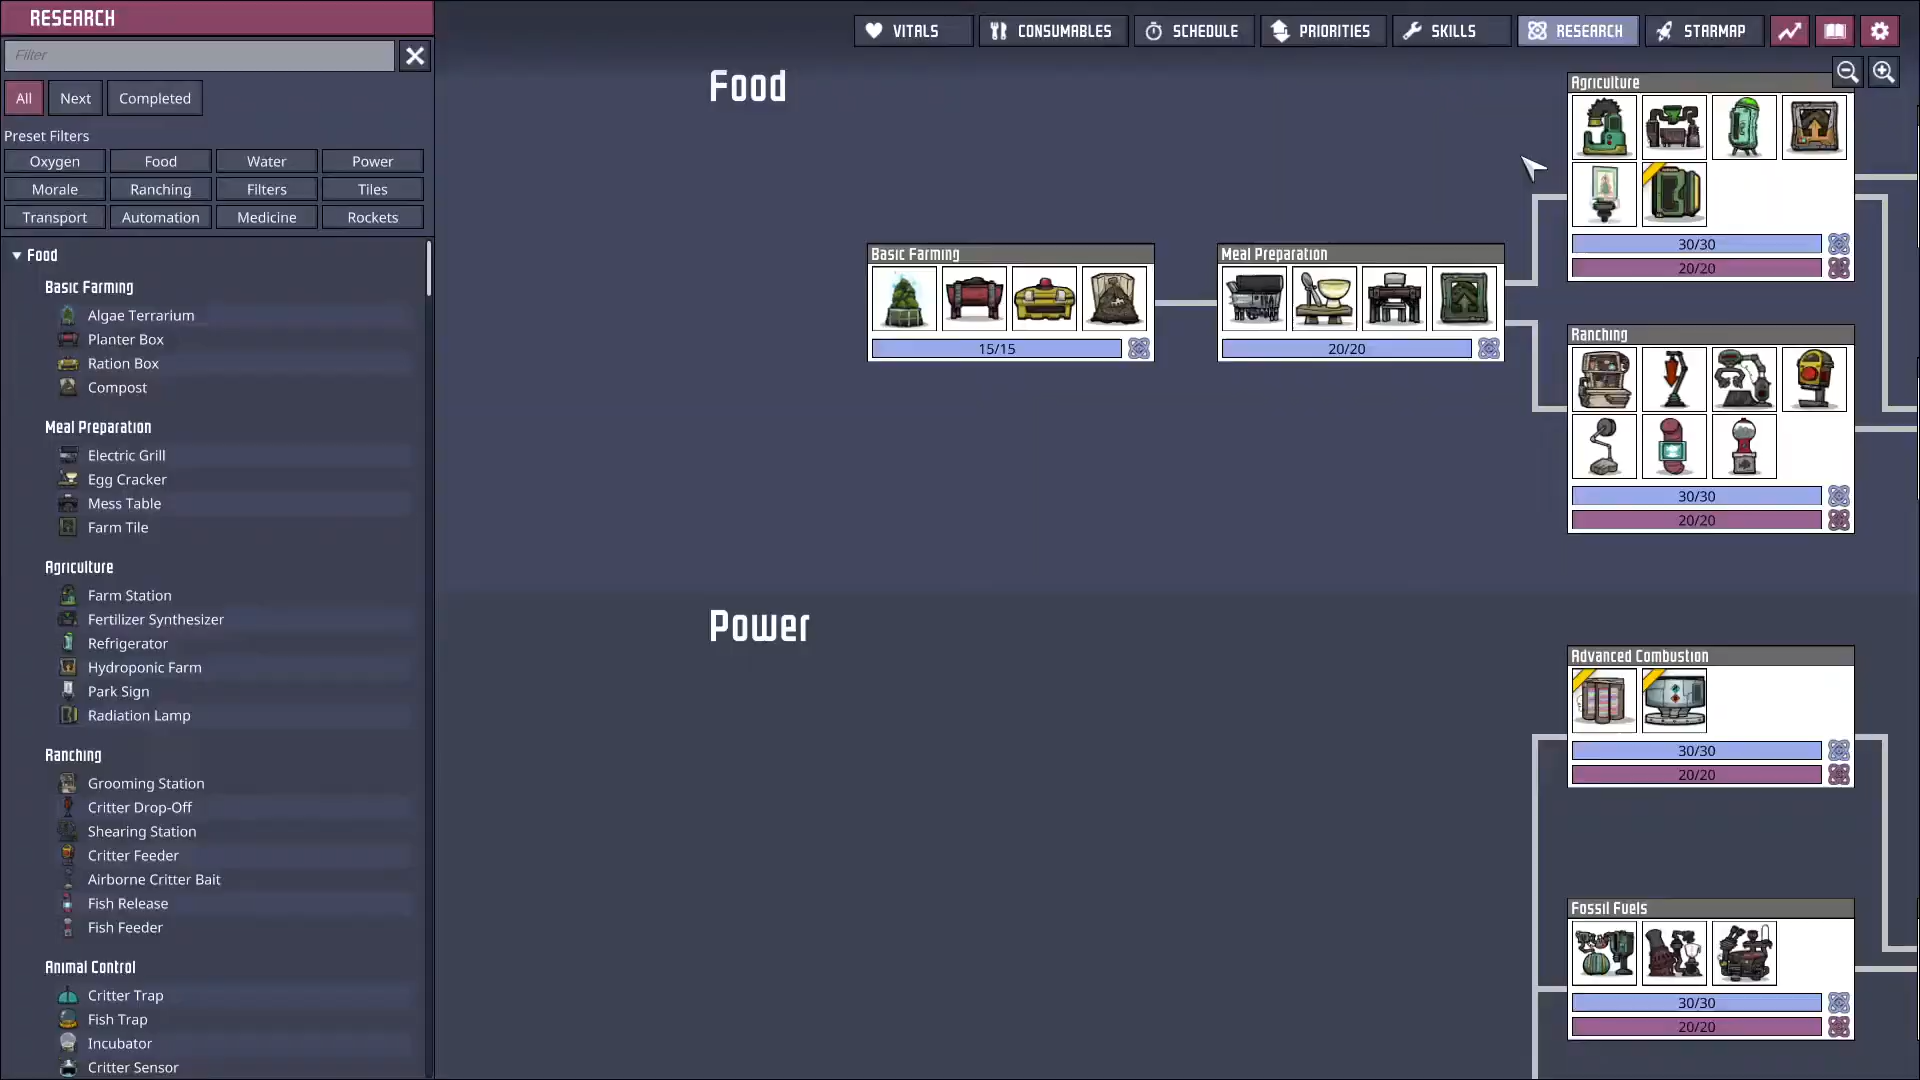 RESEARCH
VITALS
CONSUMABLES
SCHEDULE
PRIORITIES
SKILLS
RESEARCH
STARMAP
Filter
All
Next
Completed
Preset Filters
Oxygen
Food
Water
Power
Morale
Ranching
Filters
Tiles
Transport
Automation
Medicine
Rockets
Food
Basic Farming
Algae Terrarium
Planter Box
Ration Box
Compost
Meal Preparation
Electric Grill
Egg Cracker
Mess Table
Farm Tile
Agriculture
Farm Station
Fertilizer Synthesizer
Refrigerator
Hydroponic Farm
Park Sign
Radiation Lamp
Ranching
Grooming Station
Critter Drop-Off
Shearing Station
Critter Feeder
Airborne Critter Bait
Fish Release
Fish Feeder
Animal Control
Critter Trap
Fish Trap
Incubator
Critter Sensor
Food
Basic Farming
15/15
Meal Preparation
20/20
Agriculture
30/30
20/20
Ranching
30/30
20/20
Power
Advanced Combustion
30/30
20/20
Fossil Fuels
30/30
20/20